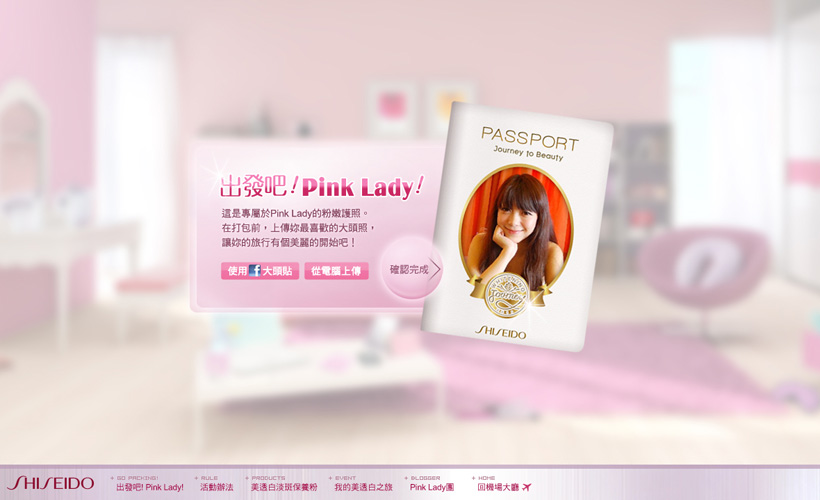 出發吧! Pink Lady!
這是專屬於Pink Lady的粉嫩護照。
在打包前,上傳妳最喜歡的大頭照,
讓妳的旅行有個美麗的開始吧!
使用f大頭貼 從電腦上傳
確認完成
PASSPORT
Journey to Beauty
Journey
SHISEIDO
SHISEIDO
+ GO PACKING! + RULE + PRODUCTS + EVENT + BLOGGER + HOME
出發吧! Pink Lady! 活動辦法 美透白淡斑保養粉 我的美透白之旅 Pink Lady團 回機場大廳